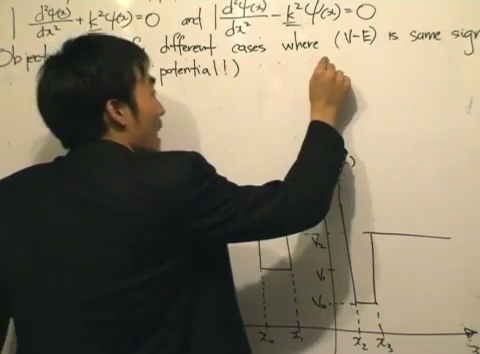 d²ψ(x)/dx² + k²ψ(x)=0 and d²ψ(x)/dx² - k²ψ(x)=0
different cases where (V-E) is same sign
potential!)
V₁
V₀
x₀ x₁ x₂ x₃ x